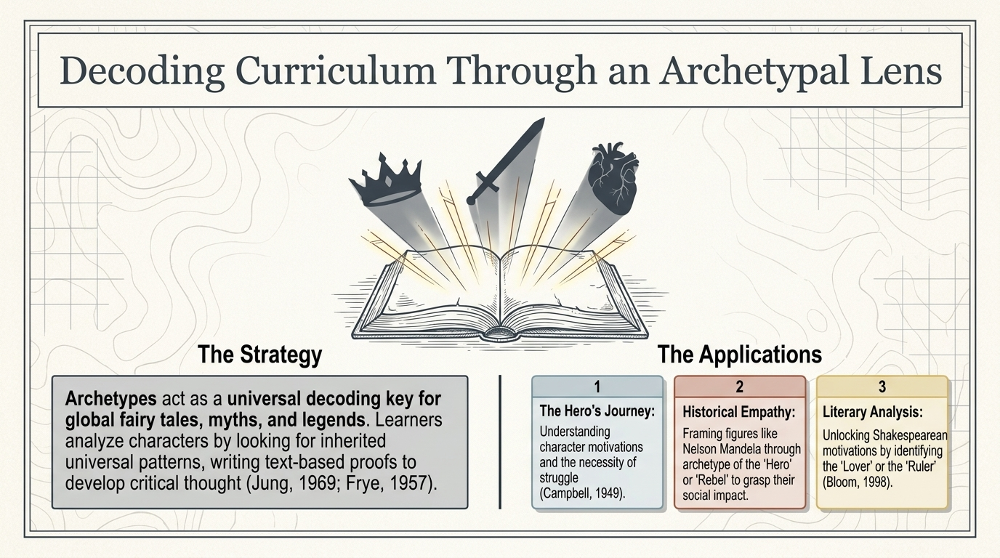 Decoding Curriculum Through an Archetypal Lens
The Strategy
Archetypes act as a universal decoding key for
global fairy tales, myths, and legends. Learners
analyze characters by looking for inherited
universal patterns, writing text-based proofs to
develop critical thought (Jung, 1969; Frye, 1957).
The Applications
1
The Hero's Journey:
Understanding
character motivations
and the necessity of
struggle
(Campbell, 1949).
2
Historical Empathy:
Framing figures like
Nelson Mandela through
archetype of the 'Hero'
or 'Rebel' to grasp their
social impact.
3
Literary Analysis:
Unlocking Shakespearean
motivations by identifying
the 'Lover' or the 'Ruler'
(Bloom, 1998).